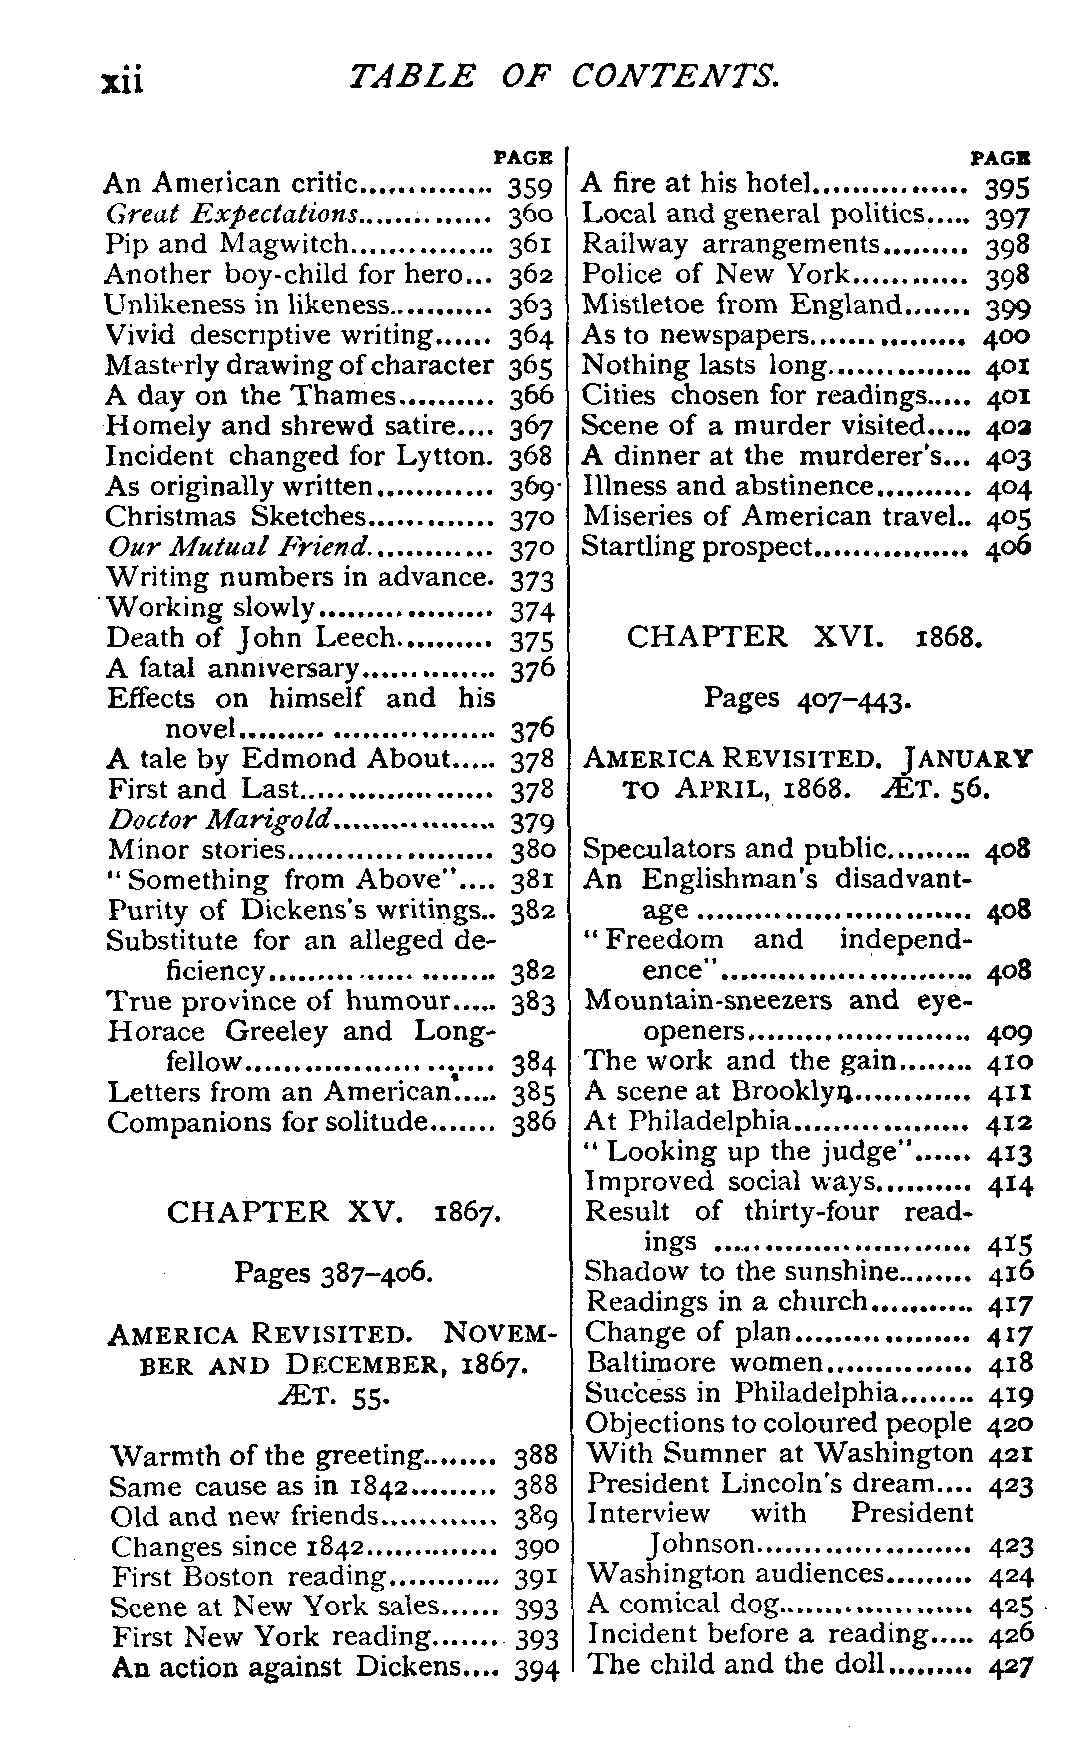 xii TABLE OF CONTENTS.
PAGE
An American critic.............. 359
Great Expectations.............. 360
Pip and Magwitch............... 361
Another boy-child for hero... 362
Unlikeness in likeness........... 363
Vivid descriptive writing...... 364
Masterly drawing of character 365
A day on the Thames.......... 366
Homely and shrewd satire.... 367
Incident changed for Lytton. 368
As originally written............ 369
Christmas Sketches............. 370
Our Mutual Friend............. 370
Writing numbers in advance. 373
Working slowly.................. 374
Death of John Leech.......... 375
A fatal anniversary.............. 376
Effects on himself and his
novel.......................... 376
A tale by Edmond About..... 378
First and Last.................... 378
Doctor Marigold................. 379
Minor stories..................... 380
"Something from Above".... 381
Purity of Dickens's writings.. 382
Substitute for an alleged de-
ficiency....................... 382
True province of humour..... 383
Horace Greeley and Long-
fellow.......................... 384
Letters from an American..... 385
Companions for solitude....... 386
CHAPTER XV. 1867.
Pages 387–406.
AMERICA REVISITED. NOVEM-
BER AND DECEMBER, 1867.
ÆT. 55.
Warmth of the greeting........ 388
Same cause as in 1842......... 388
Old and new friends............ 389
Changes since 1842.............. 390
First Boston reading............ 391
Scene at New York sales...... 393
First New York reading....... 393
An action against Dickens.... 394
PAGE
A fire at his hotel................ 395
Local and general politics..... 397
Railway arrangements......... 398
Police of New York............ 398
Mistletoe from England....... 399
As to newspapers................ 400
Nothing lasts long............... 401
Cities chosen for readings..... 401
Scene of a murder visited..... 402
A dinner at the murderer's... 403
Illness and abstinence.......... 404
Miseries of American travel.. 405
Startling prospect................ 406
CHAPTER XVI. 1868.
Pages 407–443.
AMERICA REVISITED. JANUARY
TO APRIL, 1868. ÆT. 56.
Speculators and public......... 408
An Englishman's disadvant-
age ............................ 408
"Freedom and independ-
ence".......................... 408
Mountain-sneezers and eye-
openers....................... 409
The work and the gain........ 410
A scene at Brooklyn............ 411
At Philadelphia.................. 412
"Looking up the judge"...... 413
Improved social ways.......... 414
Result of thirty-four read-
ings .......................... 415
Shadow to the sunshine........ 416
Readings in a church........... 417
Change of plan.................. 417
Baltimore women............... 418
Success in Philadelphia........ 419
Objections to coloured people 420
With Sumner at Washington 421
President Lincoln's dream.... 423
Interview with President
Johnson...................... 423
Washington audiences......... 424
A comical dog.................... 425
Incident before a reading..... 426
The child and the doll......... 427